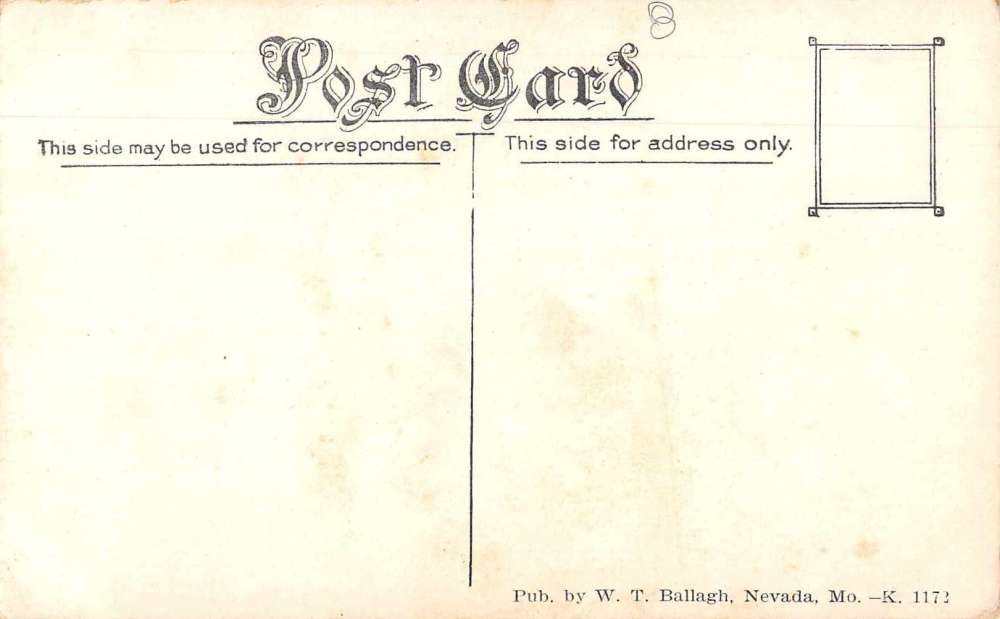 Post Card
This side may be used for correspondence.
This side for address only.
Pub. by W. T. Ballagh, Nevada, Mo. —K. 1172